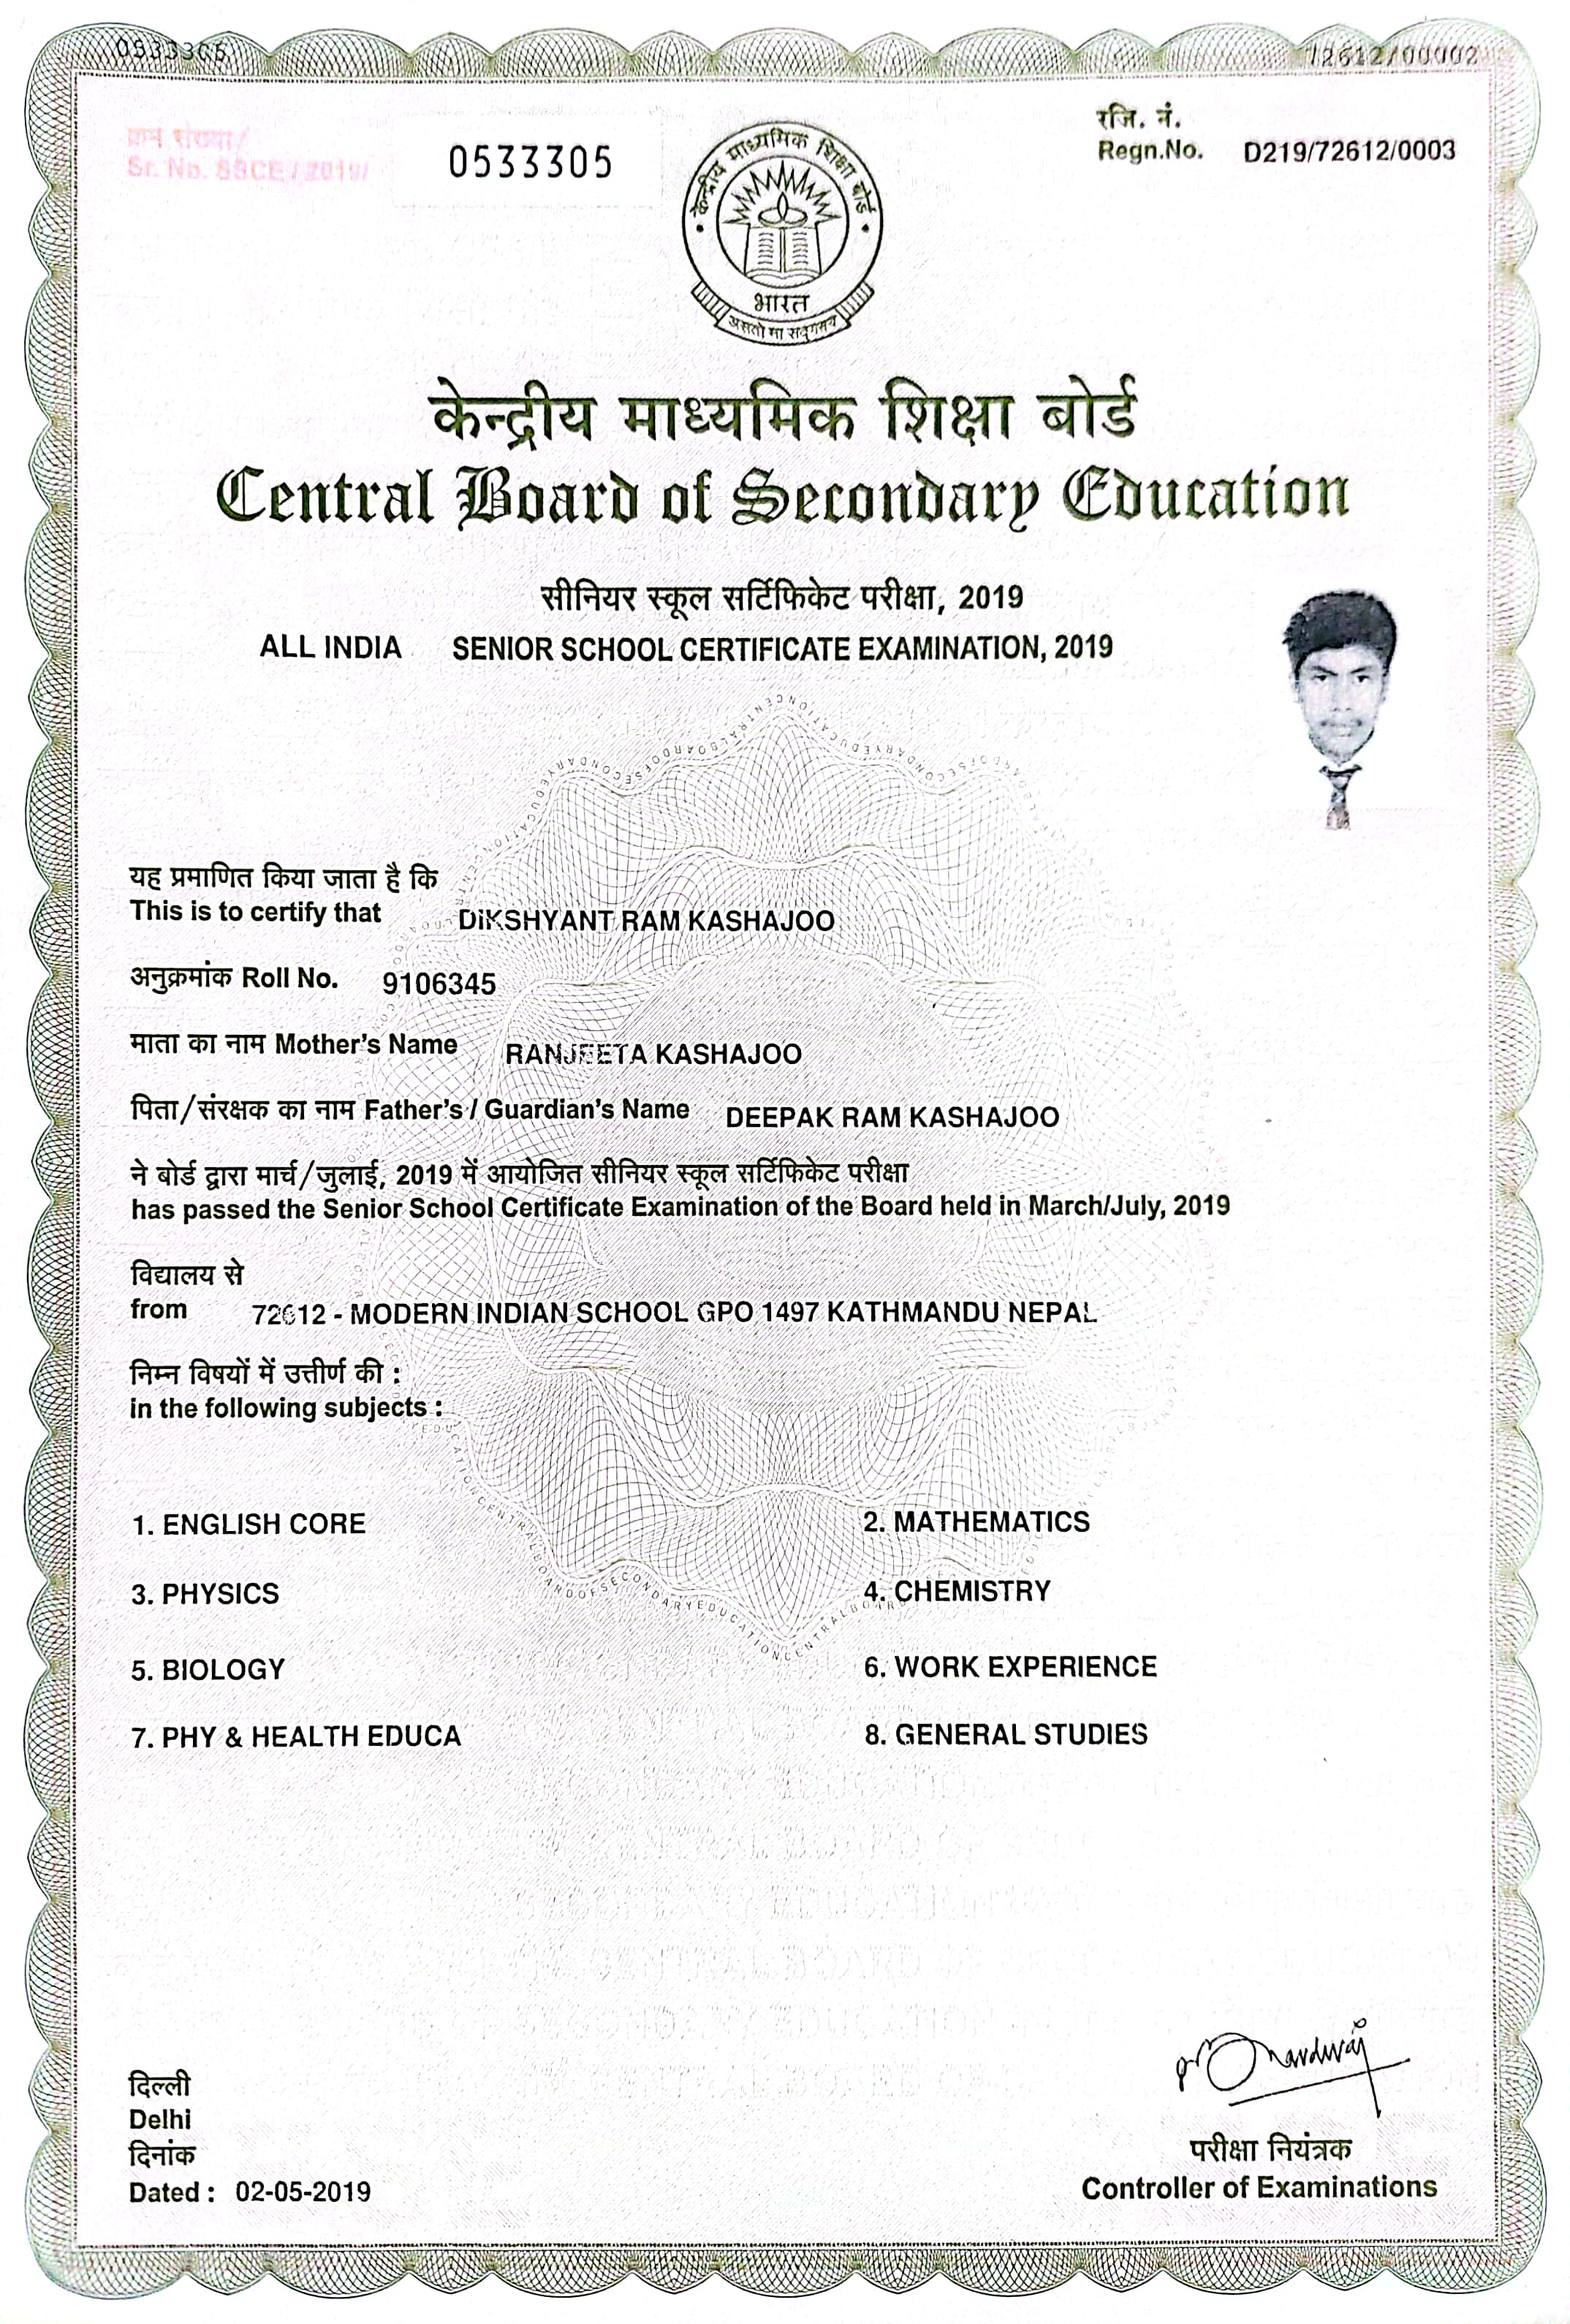 0533305
72612/00002
क्रम संख्या/
Sr. No. SSCE / 2019/
0533305
रजि. नं.
Regn.No. D219/72612/0003
केन्द्रीय माध्यमिक शिक्षा बोर्ड
भारत
असतो मा सद्गमय
केन्द्रीय माध्यमिक शिक्षा बोर्ड
Central Board of Secondary Education
सीनियर स्कूल सर्टिफिकेट परीक्षा, 2019
ALL INDIA SENIOR SCHOOL CERTIFICATE EXAMINATION, 2019
यह प्रमाणित किया जाता है कि
This is to certify that DIKSHYANT RAM KASHAJOO
अनुक्रमांक Roll No. 9106345
माता का नाम Mother's Name RANJEETA KASHAJOO
पिता/संरक्षक का नाम Father's / Guardian's Name DEEPAK RAM KASHAJOO
ने बोर्ड द्वारा मार्च/जुलाई, 2019 में आयोजित सीनियर स्कूल सर्टिफिकेट परीक्षा
has passed the Senior School Certificate Examination of the Board held in March/July, 2019
विद्यालय से
from 72612 - MODERN INDIAN SCHOOL GPO 1497 KATHMANDU NEPAL
निम्न विषयों में उत्तीर्ण की :
in the following subjects :
1. ENGLISH CORE 2. MATHEMATICS
3. PHYSICS 4. CHEMISTRY
5. BIOLOGY 6. WORK EXPERIENCE
7. PHY & HEALTH EDUCA 8. GENERAL STUDIES
दिल्ली
Delhi
दिनांक
Dated : 02-05-2019
परीक्षा नियंत्रक
Controller of Examinations